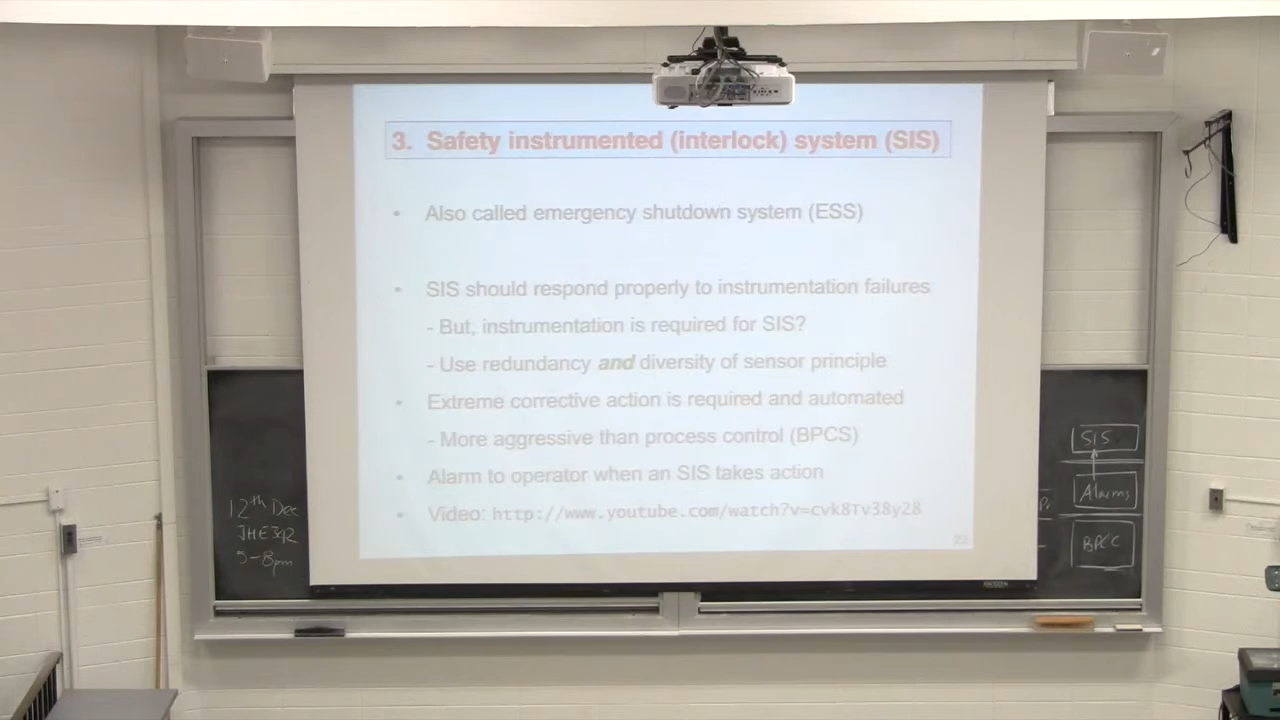 3. Safety instrumented (interlock) system (SIS)
• Also called emergency shutdown system (ESS)
• SIS should respond properly to instrumentation failures
- But, instrumentation is required for SIS?
- Use redundancy and diversity of sensor principle
• Extreme corrective action is required and automated
- More aggressive than process control (BPCS)
• Alarm to operator when an SIS takes action
• Video: http://www.youtube.com/watch?v=cvk8Tv38y28
23
12th Dec
JHE342
5-8pm
SIS
Alarms
BPCC